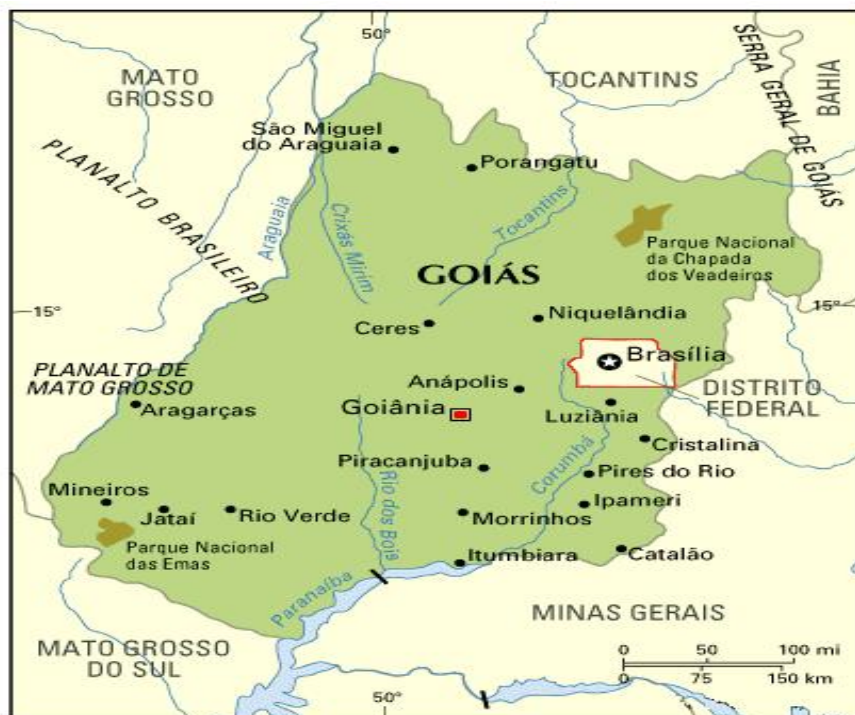 50°
MATO
GROSSO
TOCANTINS
SERRA GERAL DE GOIÁS
BAHIA
São Miguel
do Araguaia
Porangatu
PLANALTO BRASILEIRO
Araguaia
Crixás Mirim
Tocantins
Parque Nacional
da Chapada
dos Veadeiros
GOIÁS
15°
15°
Niquelândia
Ceres
Brasília
PLANALTO DE
MATO GROSSO
Anápolis
DISTRITO
FEDERAL
Aragarças
Goiânia
Luziânia
Cristalina
Piracanjuba
Corumbá
Pires do Rio
Mineiros
Rio dos Bois
Ipameri
Jataí
Rio Verde
Morrinhos
Parque Nacional
das Emas
Itumbiara
Catalão
Paranaíba
MINAS GERAIS
MATO GROSSO
DO SUL
0 50 100 mi
0 75 150 km
50°